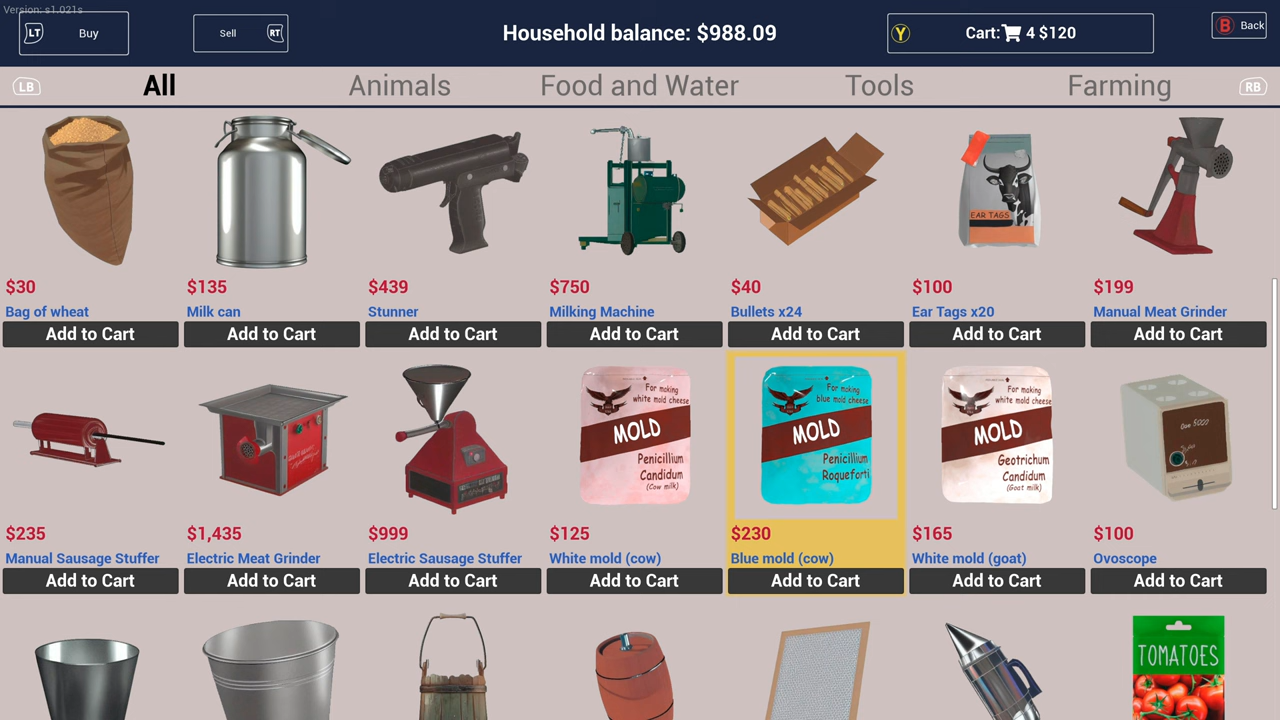 Version: s1.021s
LT Buy
Sell RT
Household balance: $988.09
Y Cart: 4 $120
B Back
LB All Animals Food and Water Tools Farming RB
EAR TAGS
$30 $135 $439 $750 $40 $100 $199
Bag of wheat Milk can Stunner Milking Machine Bullets x24 Ear Tags x20 Manual Meat Grinder
Add to Cart Add to Cart Add to Cart Add to Cart Add to Cart Add to Cart Add to Cart
For making
white mold cheese
MOLD
Penicillium
Candidum
(Cow milk)
For making
blue mold cheese
MOLD
Penicillium
Roqueforti
For making
white mold cheese
MOLD
Geotrichum
Candidum
(Goat milk)
$235 $1,435 $999 $125 $230 $165 $100
Manual Sausage Stuffer Electric Meat Grinder Electric Sausage Stuffer White mold (cow) Blue mold (cow) White mold (goat) Ovoscope
Add to Cart Add to Cart Add to Cart Add to Cart Add to Cart Add to Cart Add to Cart
TOMATOES